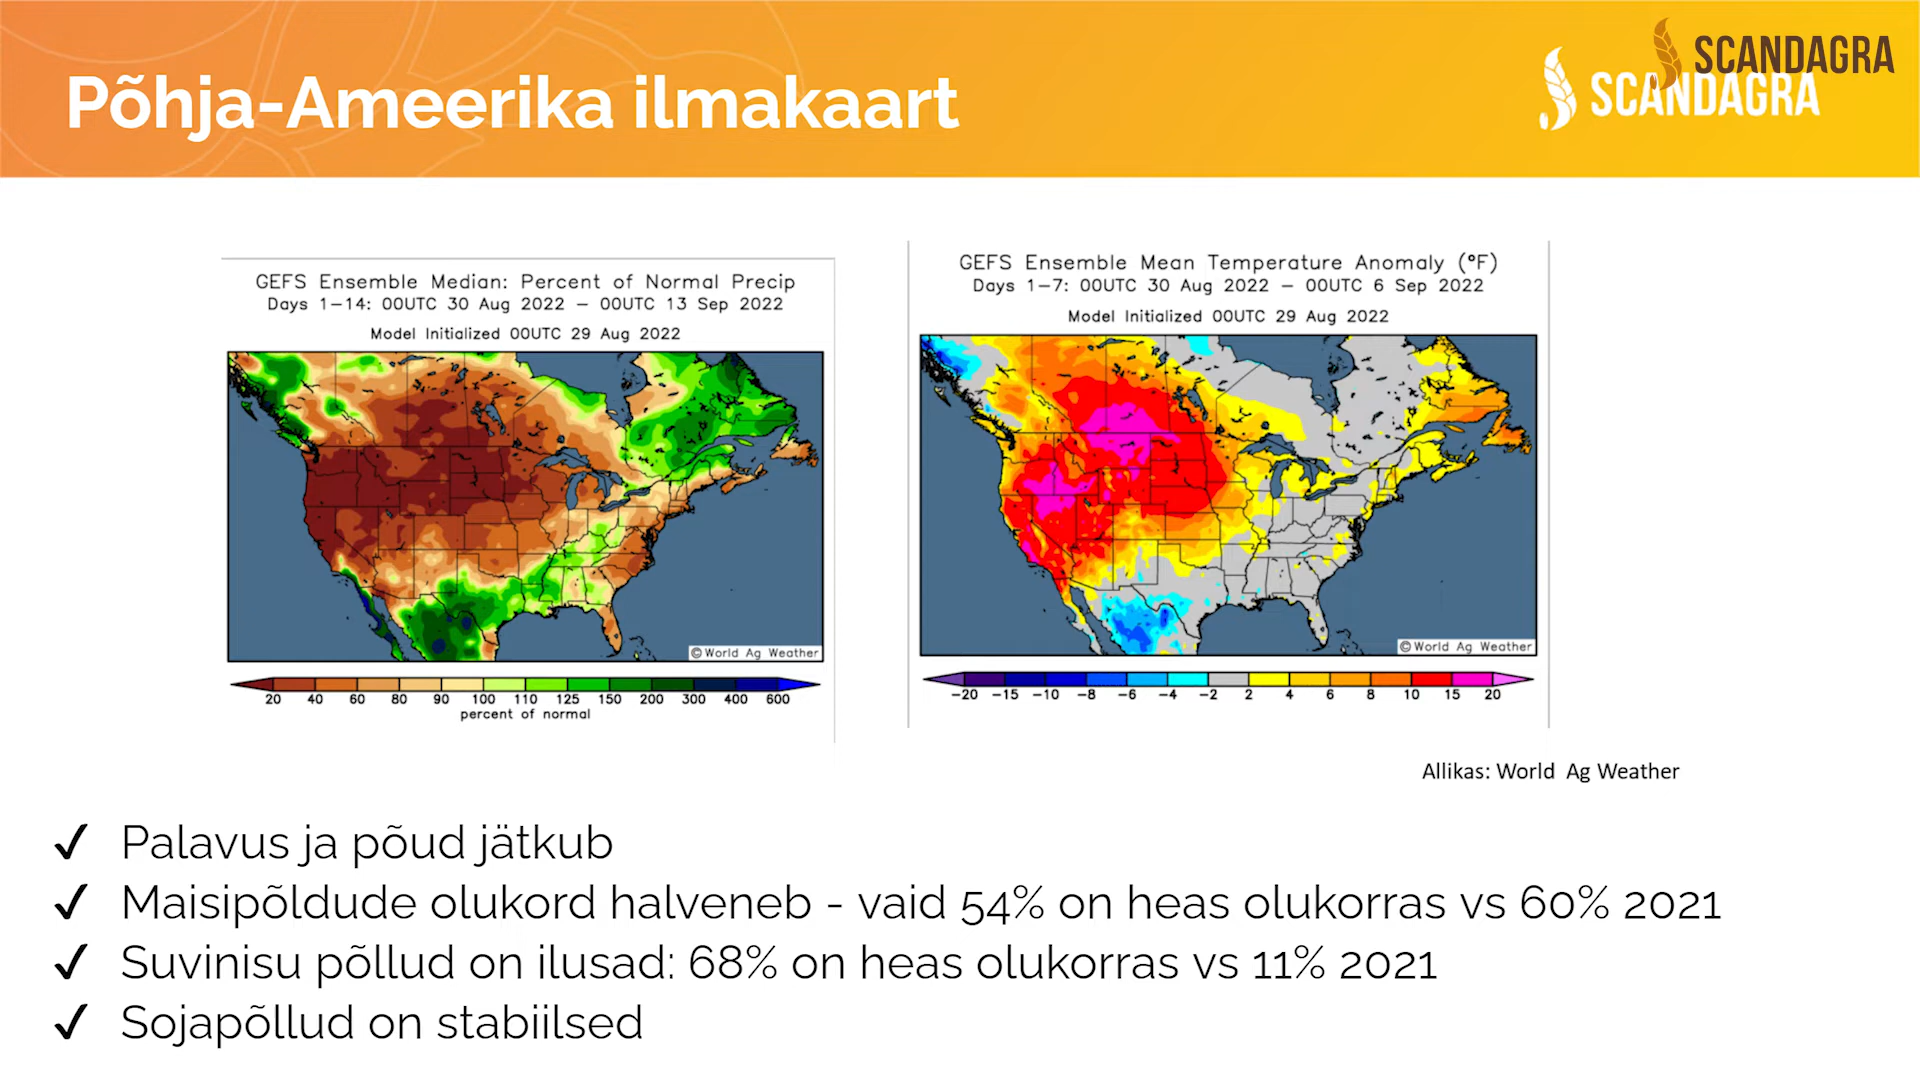 Põhja-Ameerika ilmakaart
SCANDAGRA
SCANDAGRA
GEFS Ensemble Median: Percent of Normal Precip
Days 1-14: 00UTC 30 Aug 2022 - 00UTC 13 Sep 2022
Model Initialized 00UTC 29 Aug 2022
©World Ag Weather
20 40 60 80 90 100 110 125 150 200 300 400 600
percent of normal
GEFS Ensemble Mean Temperature Anomaly (°F)
Days 1-7: 00UTC 30 Aug 2022 - 00UTC 6 Sep 2022
Model Initialized 00UTC 29 Aug 2022
©World Ag Weather
-20 -15 -10 -8 -6 -4 -2 2 4 6 8 10 15 20
Allikas: World Ag Weather
✓ Palavus ja põud jätkub
✓ Maisipõldude olukord halveneb - vaid 54% on heas olukorras vs 60% 2021
✓ Suvinisu põllud on ilusad: 68% on heas olukorras vs 11% 2021
✓ Sojapõllud on stabiilsed